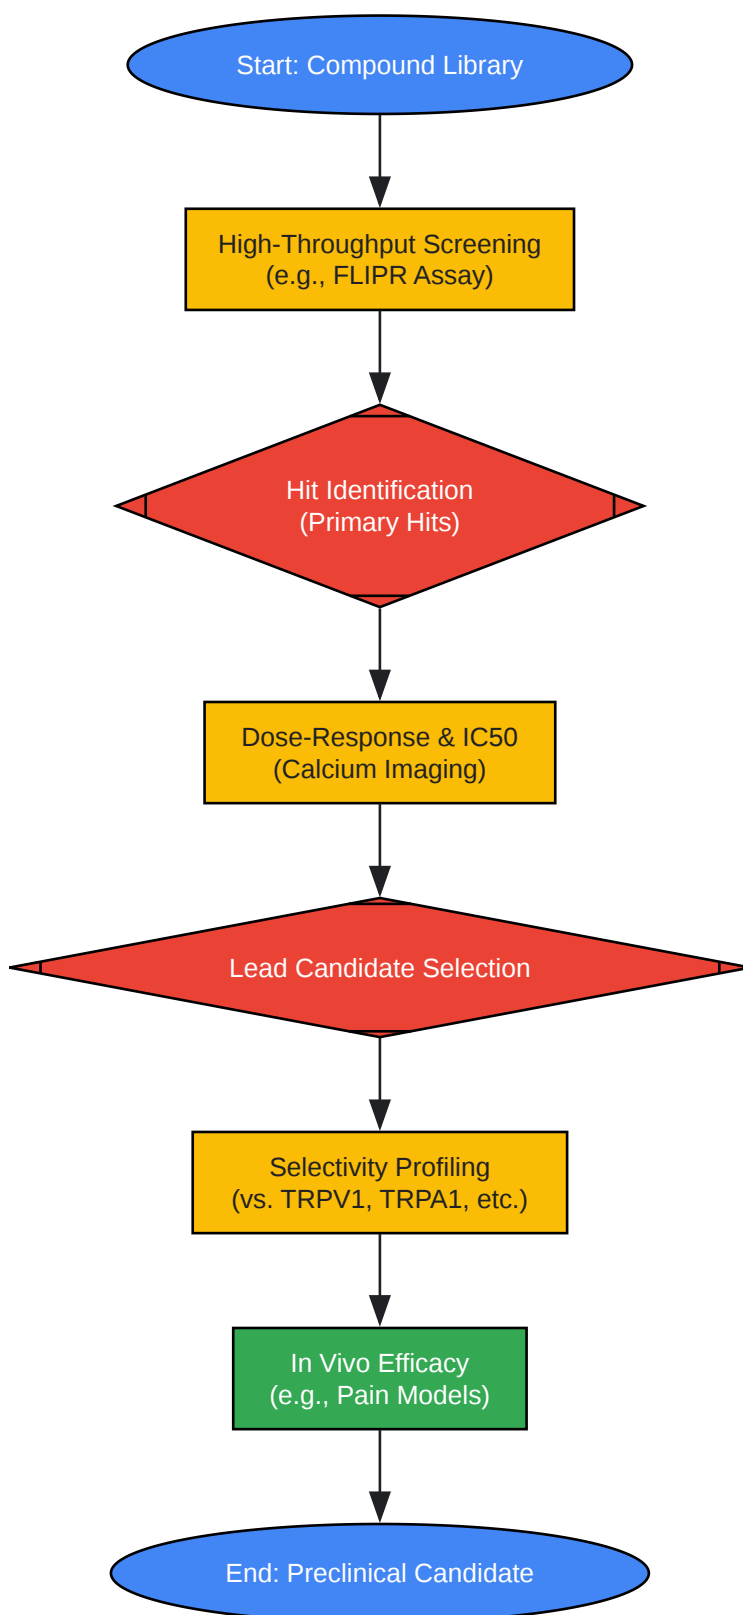 Start: Compound Library
High-Throughput Screening
(e.g., FLIPR Assay)
Hit Identification
(Primary Hits)
Dose-Response & IC50
(Calcium Imaging)
Lead Candidate Selection
Selectivity Profiling
(vs. TRPV1, TRPA1, etc.)
In Vivo Efficacy
(e.g., Pain Models)
End: Preclinical Candidate